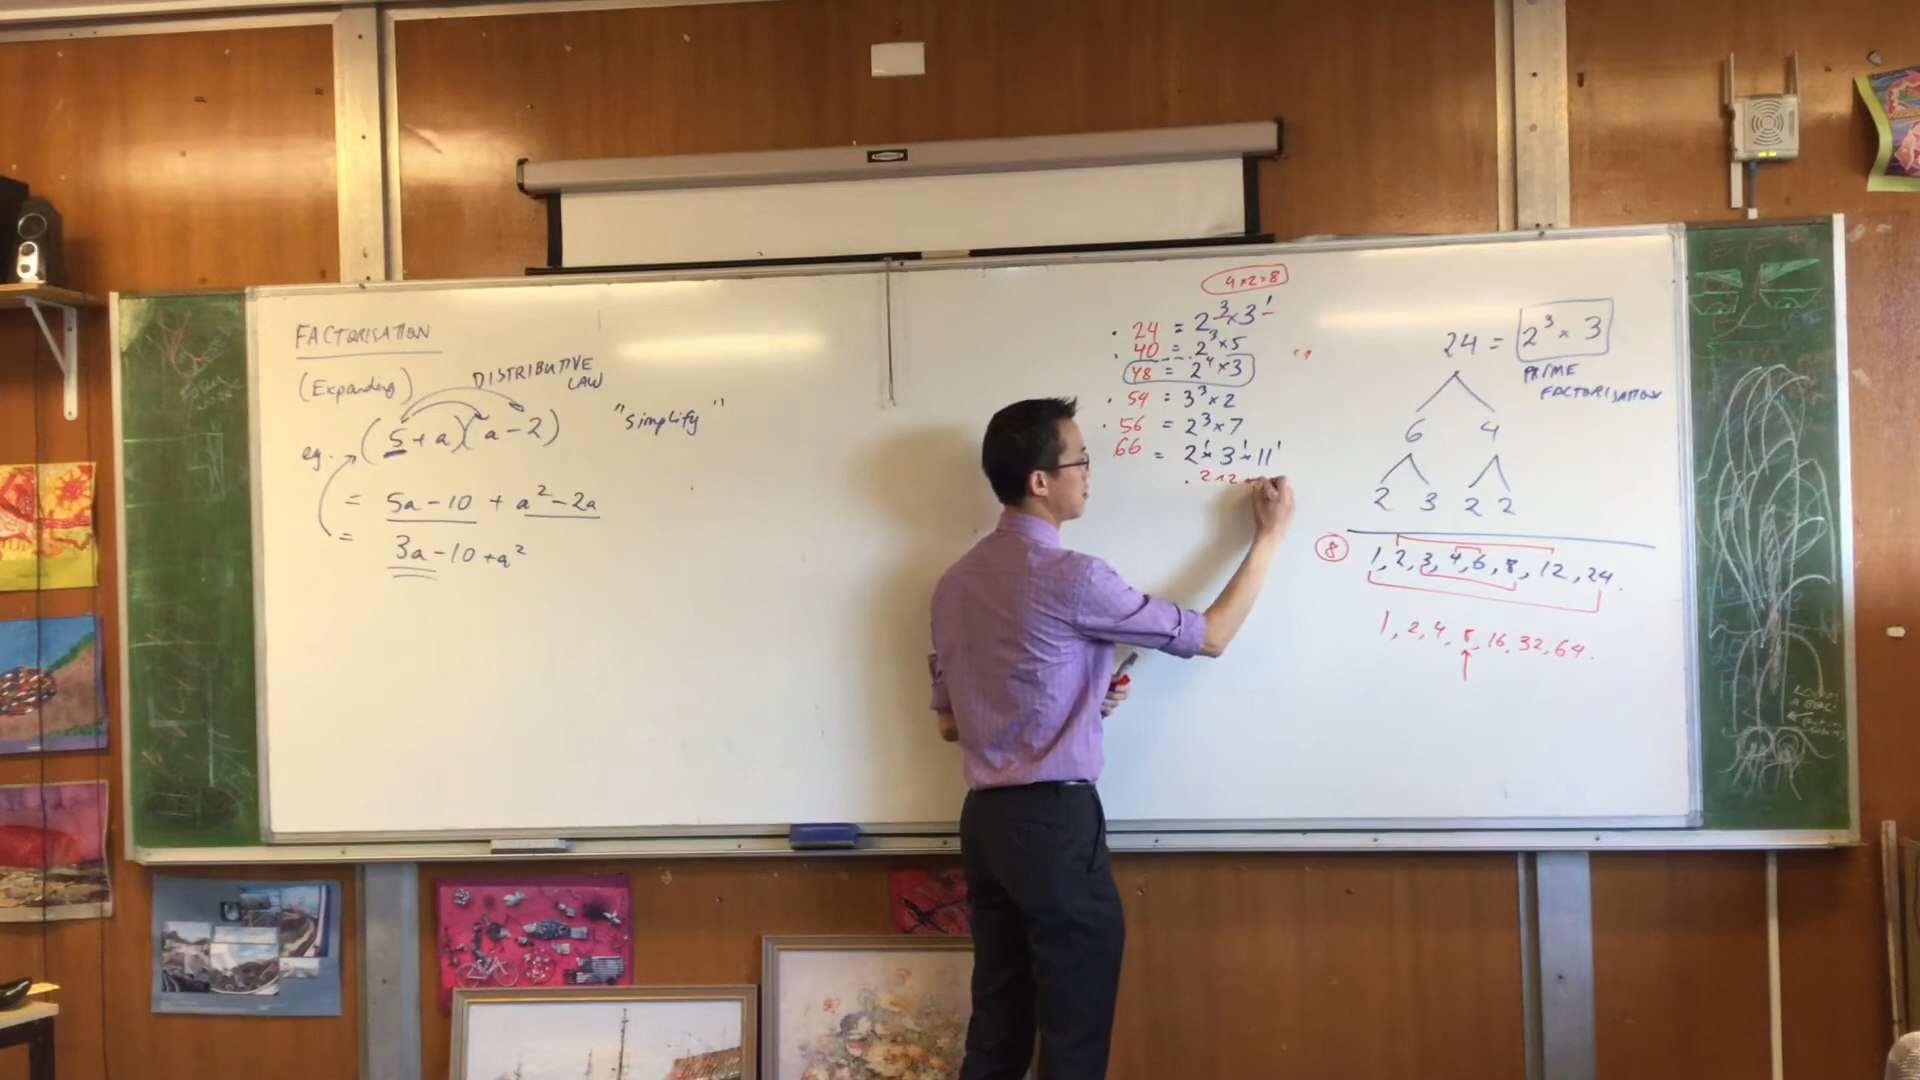 FACTORISATION
(Expanding)
DISTRIBUTIVE
LAW
eg. (5 + a)(a - 2)
"simplify"
= 5a - 10 + a² - 2a
= 3a - 10 + a²
4 × 2 = 8
· 24 = 2³ × 3¹
· 40 = 2³ × 5
48 = 2⁴ × 3
· 54 = 3³ × 2
· 56 = 2³ × 7
66 = 2¹ × 3¹ × 11¹
. 2 × 2 ×
24 = 2³ × 3
PRIME
FACTORISATION
6 4
2 3 2 2
8 1, 2, 3, 4, 6, 8, 12, 24.
1, 2, 4, 8, 16, 32, 64.